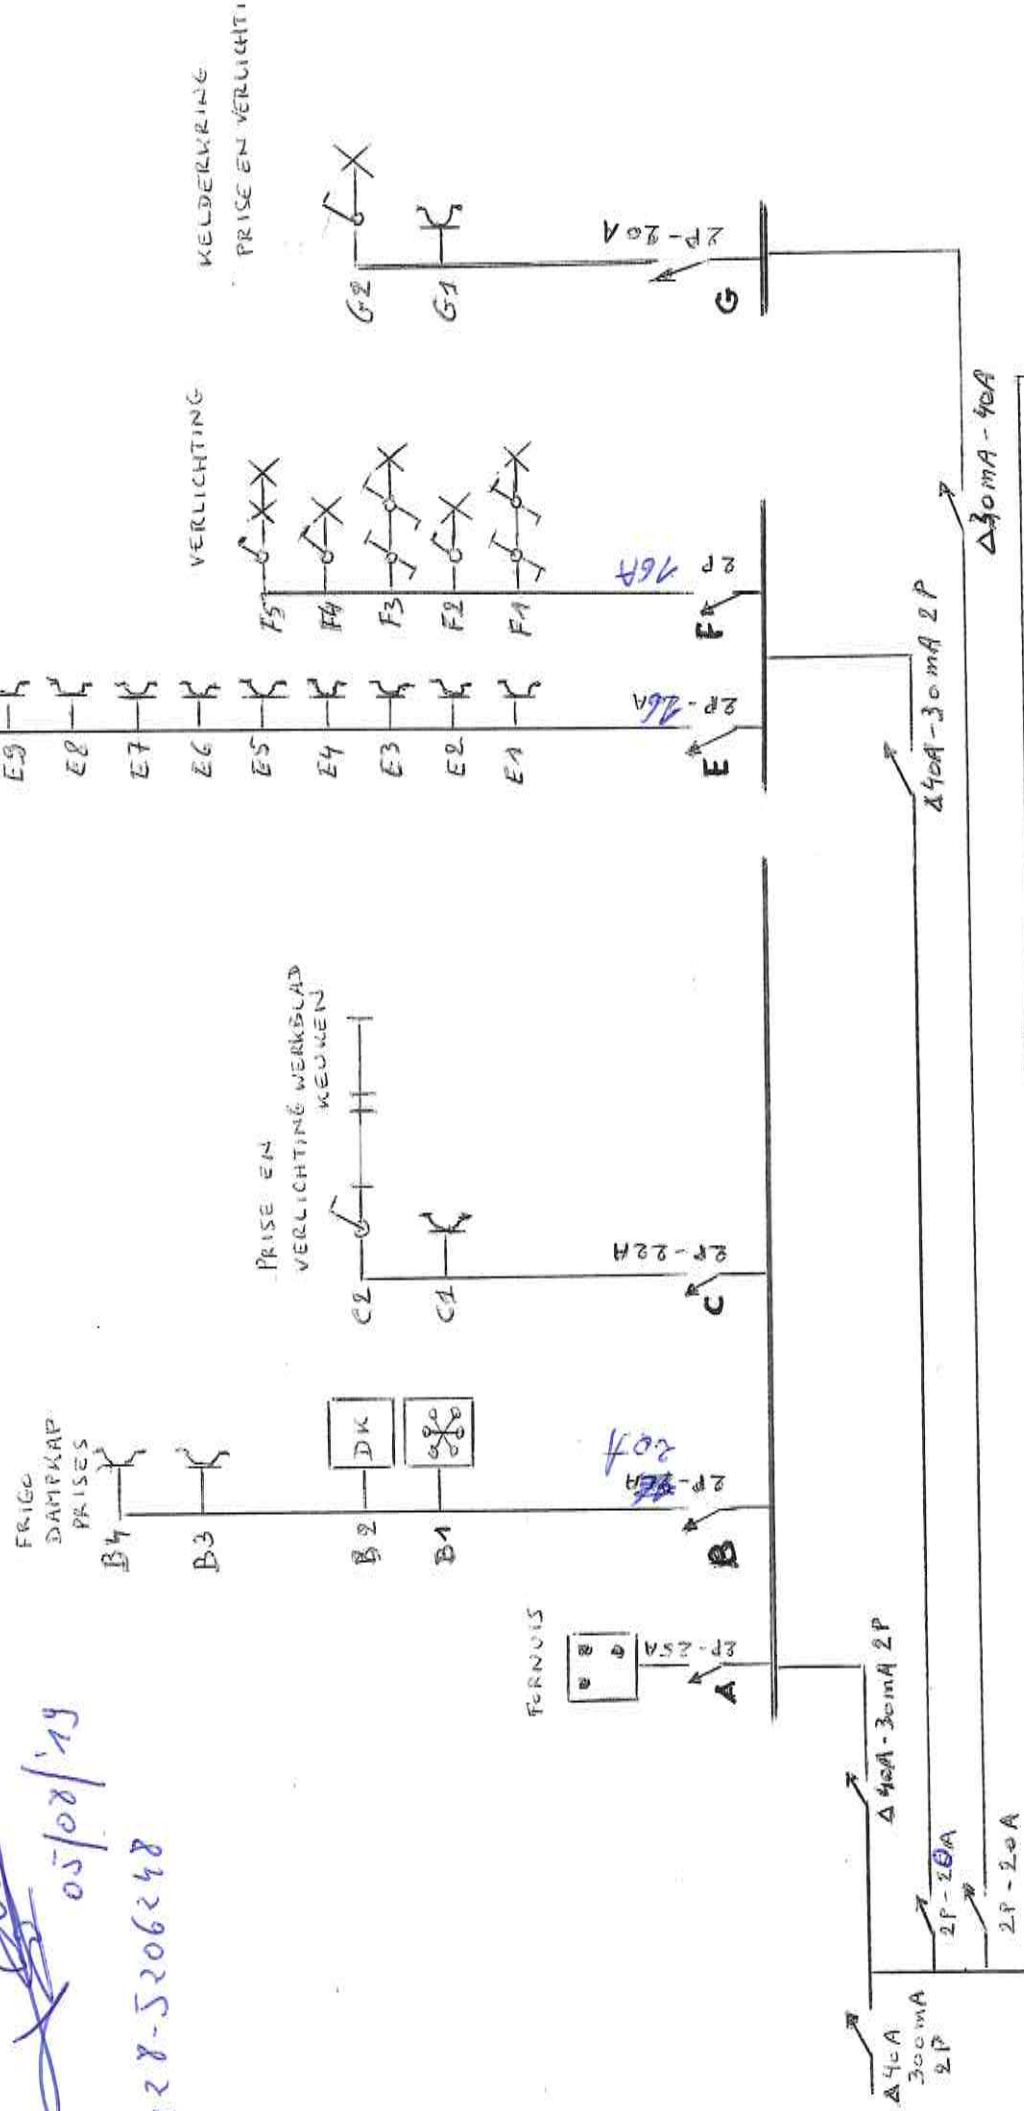 05/08/'19
28-5206248
FRIGO
DAMPKAP
PRISES
B4
B3
B2
DK
B1
20A
2P-
B
FORNUIS
2P-25A
A
PRISE EN
VERLICHTING WERKBLAD
KEUKEN
C2
C1
2P-22A
C
E9
E8
E7
E6
E5
E4
E3
E2
E1
2P-16A
E
VERLICHTING
F5
F4
F3
F2
F1
16A
2P
F
KELDERKRING
PRISE EN VERLICHTI
G2
G1
2P-20A
G
Δ40A
300mA
2P
Δ40A-30mA 2P
2P-20A
2P-20A
Δ40A-30mA 2P
Δ30mA-40A